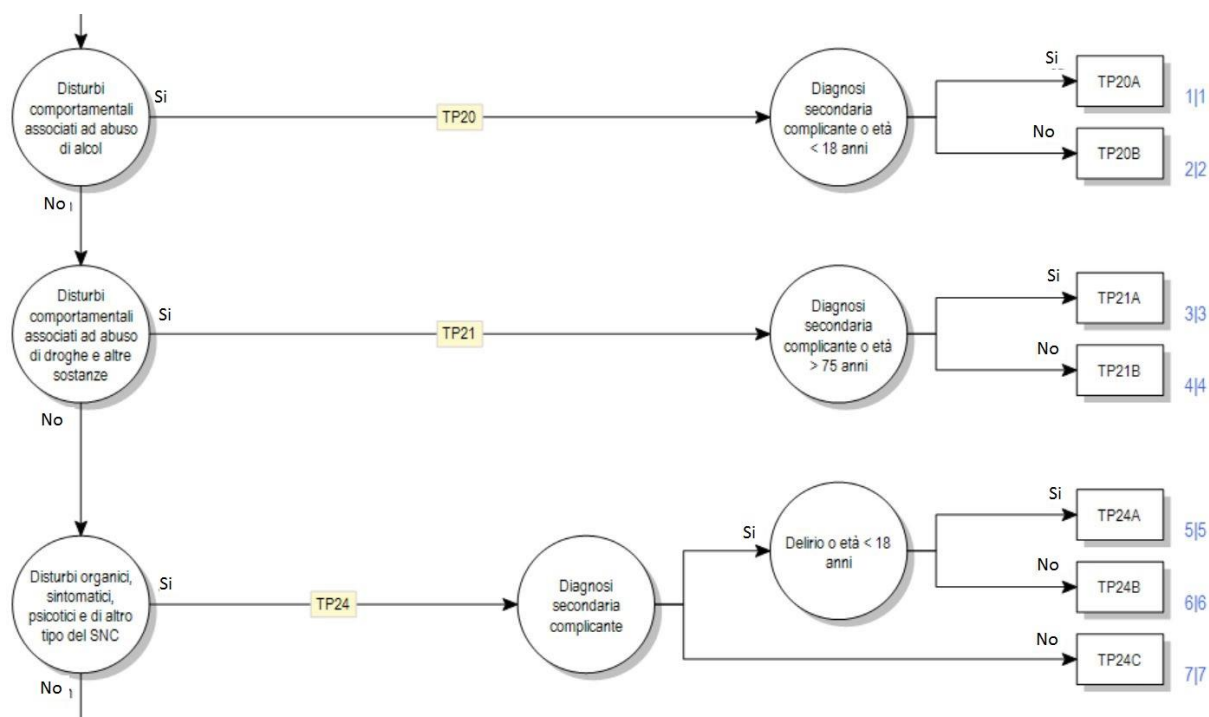 Disturbi
comportamentali
associati ad abuso
di alcol
Si
TP20
Diagnosi
secondaria
complicante o età
< 18 anni
Si
TP20A
1|1
No
TP20B
2|2
No
Disturbi
comportamentali
associati ad abuso
di droghe e altre
sostanze
Si
TP21
Diagnosi
secondaria
complicante o età
> 75 anni
Si
TP21A
3|3
No
TP21B
4|4
No
Disturbi organici,
sintomatici,
psicotici e di altro
tipo del SNC
Si
TP24
Diagnosi
secondaria
complicante
Si
Delirio o età < 18
anni
Si
TP24A
5|5
No
TP24B
6|6
No
TP24C
7|7
No